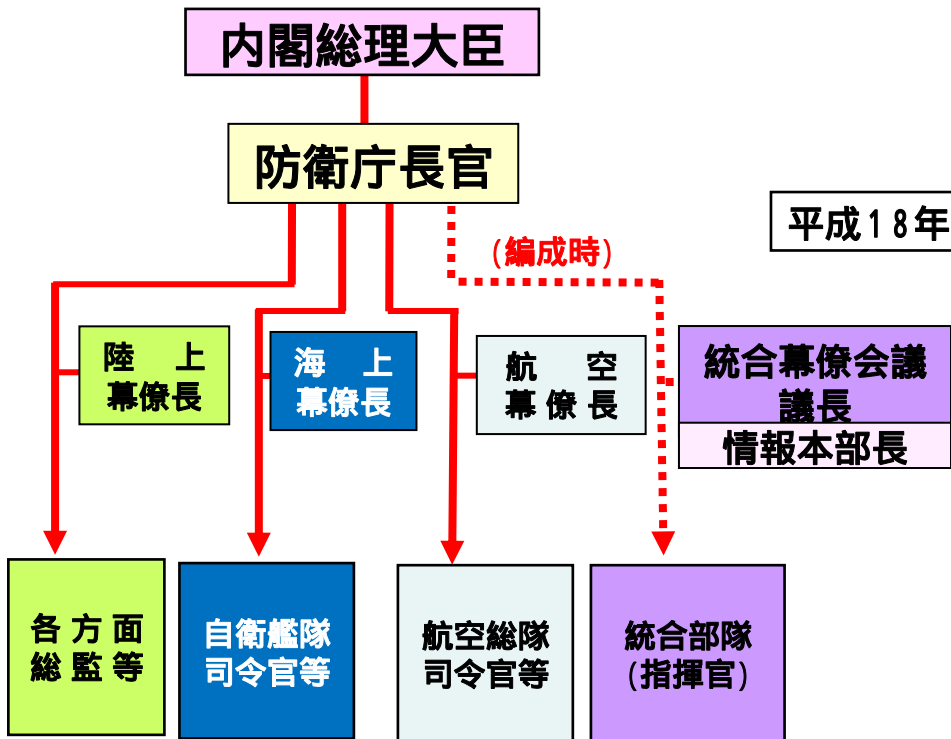 内閣総理大臣
防衛庁長官
平成18年
(編成時)
陸　上
幕僚長
海　上
幕僚長
航　空
幕僚長
統合幕僚会議
議長
情報本部長
各方面
総監等
自衛艦隊
司令官等
航空総隊
司令官等
統合部隊
(指揮官)